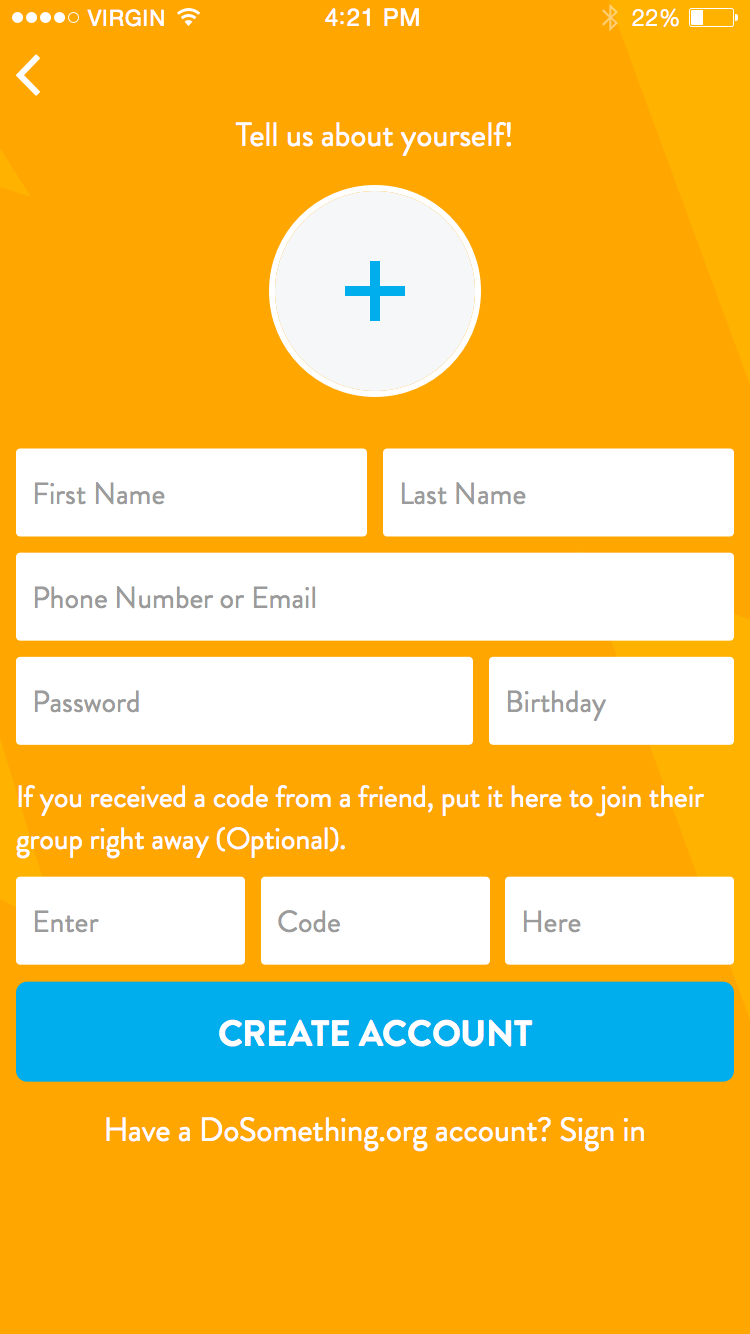 VIRGIN 4:21 PM 22%
Tell us about yourself!
First Name Last Name
Phone Number or Email
Password Birthday
If you received a code from a friend, put it here to join their
group right away (Optional).
Enter Code Here
CREATE ACCOUNT
Have a DoSomething.org account? Sign in